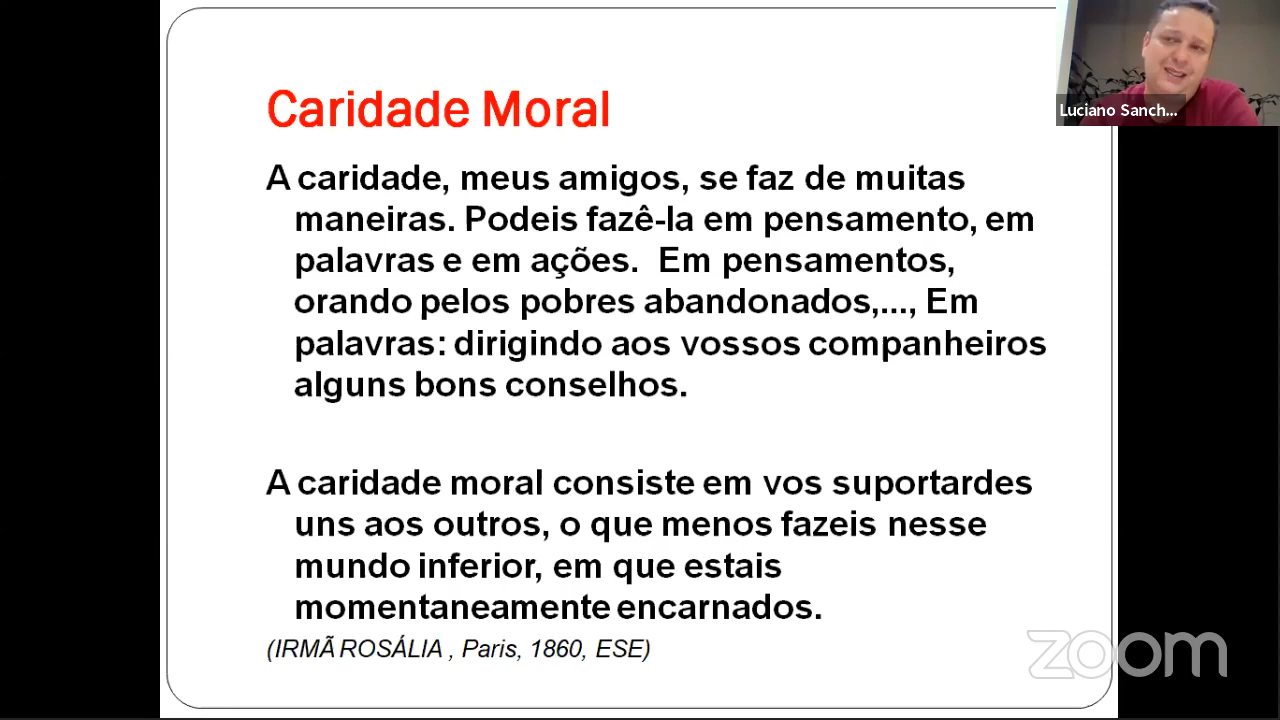 Caridade Moral
A caridade, meus amigos, se faz de muitas
maneiras. Podeis fazê-la em pensamento, em
palavras e em ações.  Em pensamentos,
orando pelos pobres abandonados,..., Em
palavras: dirigindo aos vossos companheiros
alguns bons conselhos.
A caridade moral consiste em vos suportardes
uns aos outros, o que menos fazeis nesse
mundo inferior, em que estais
momentaneamente encarnados.
(IRMÃ ROSÁLIA , Paris, 1860, ESE)
Luciano Sanch...
zoom